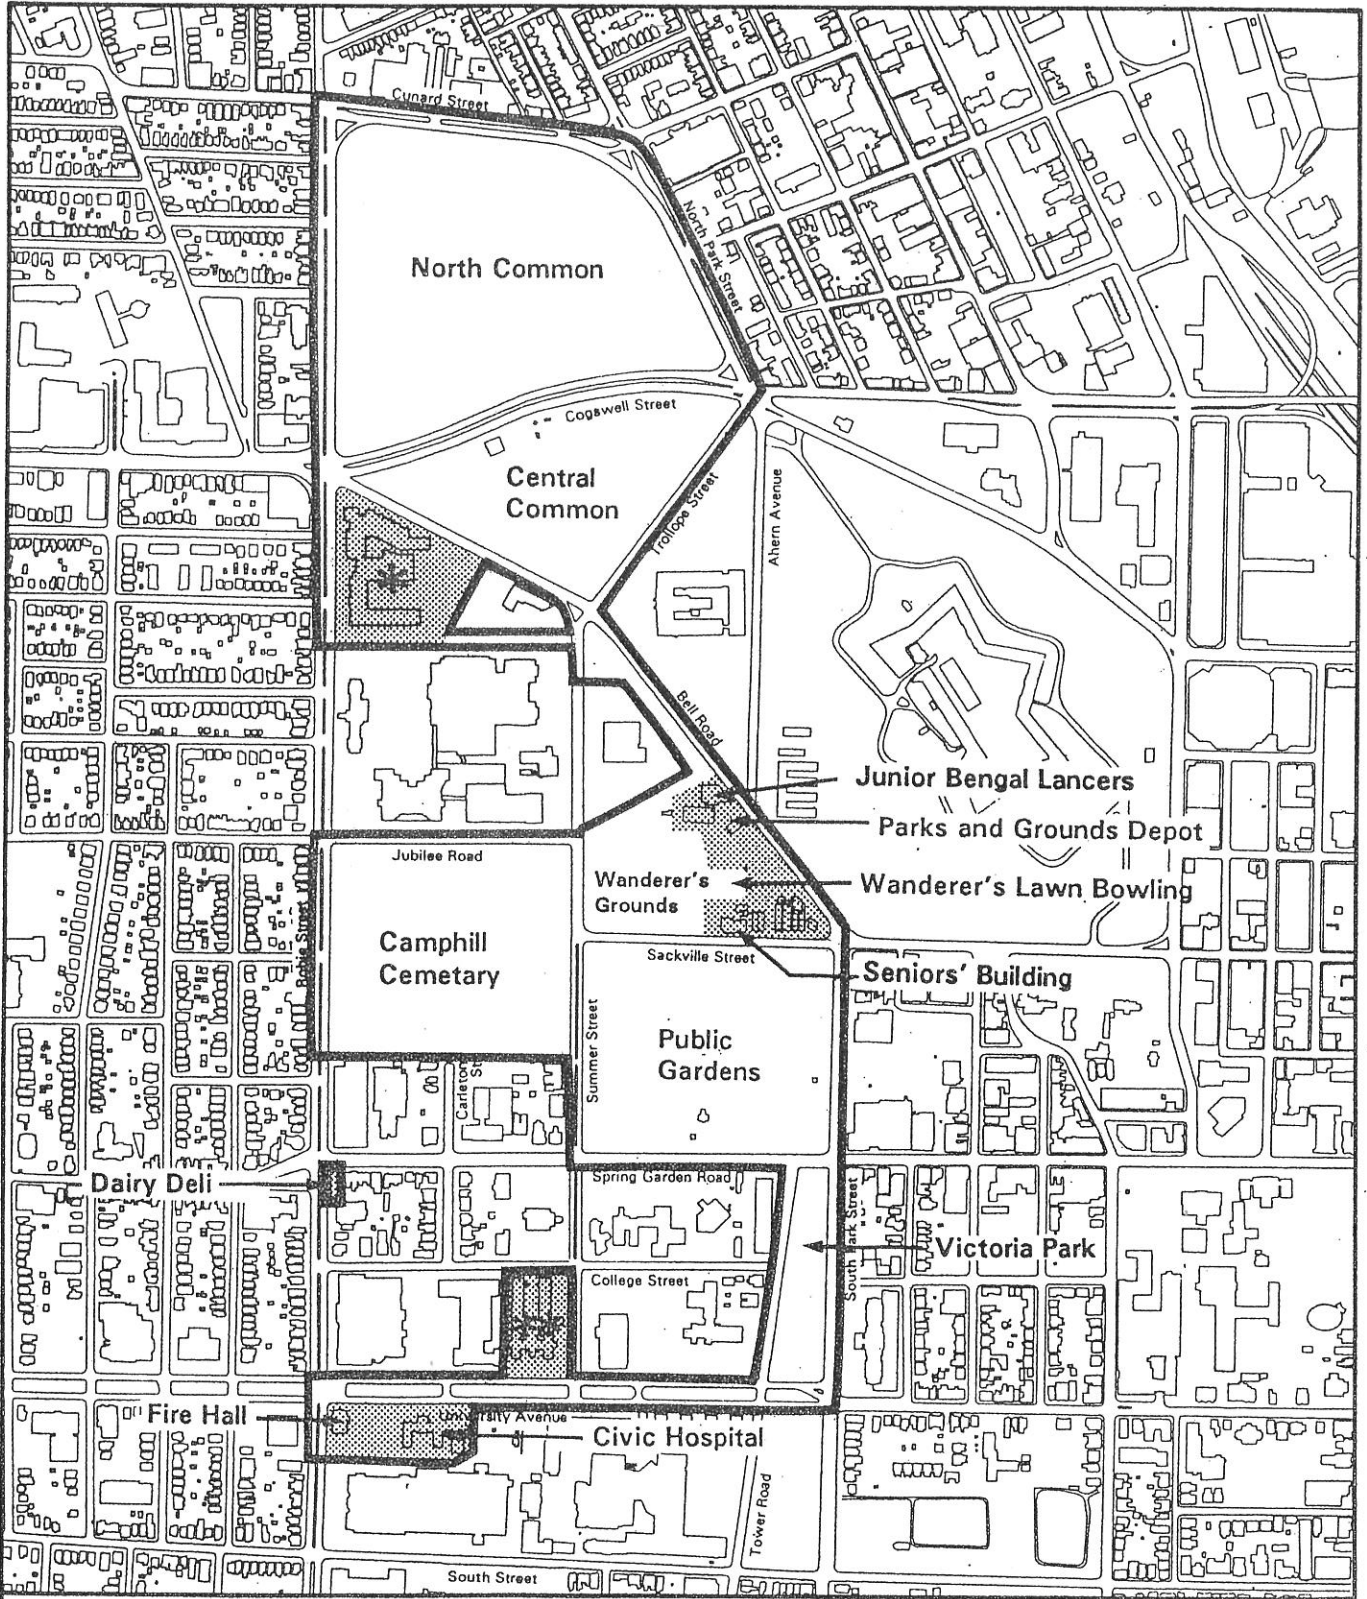 Cunard Street
North Park Street
North Common
Cogswell Street
Central
Common
Trollope Street
Ahern Avenue
Bell Road
Junior Bengal Lancers
Parks and Grounds Depot
Jubilee Road
Wanderer's
Grounds
Wanderer's Lawn Bowling
Robie Street
Camphill
Cemetary
Sackville Street
Seniors' Building
Summer Street
Public
Gardens
Carleton
St
Dairy Deli
Spring Garden Road
South Park Street
Victoria Park
College Street
Fire Hall
University Avenue
Civic Hospital
Tower Road
South Street